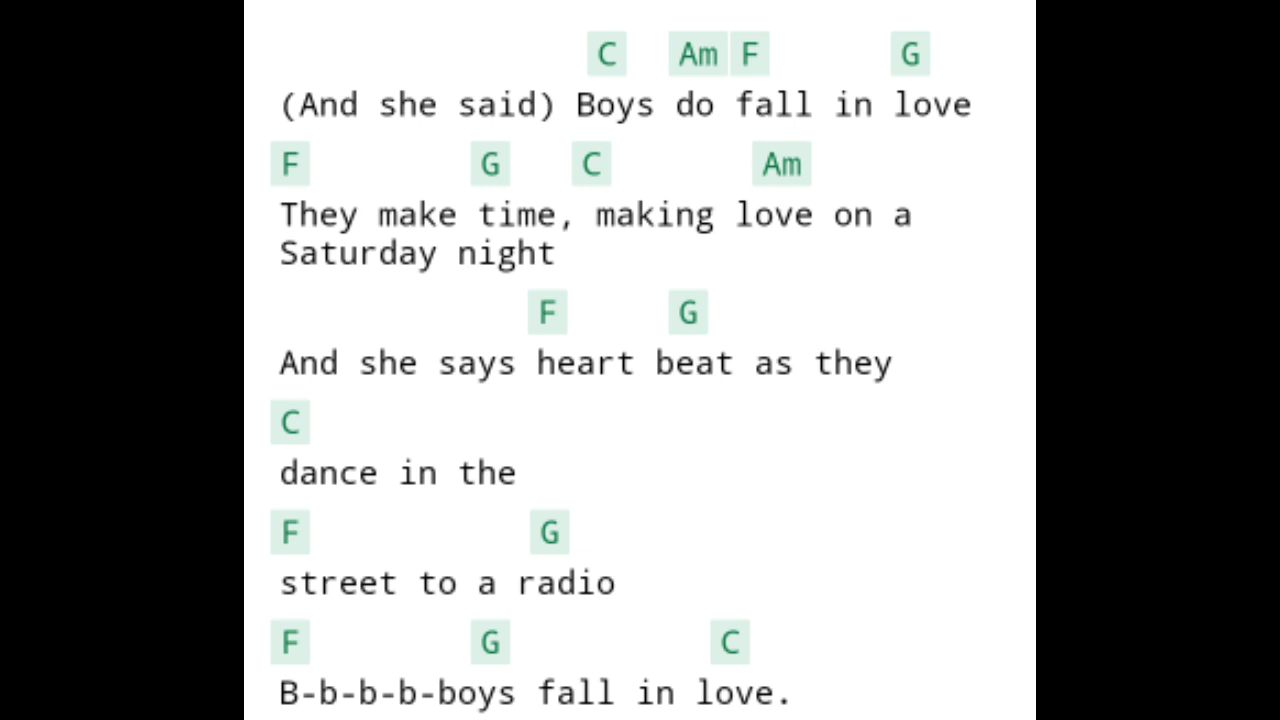 C Am F G
(And she said) Boys do fall in love
F G C Am
They make time, making love on a
Saturday night
F G
And she says heart beat as they
C
dance in the
F G
street to a radio
F G C
B-b-b-b-boys fall in love.